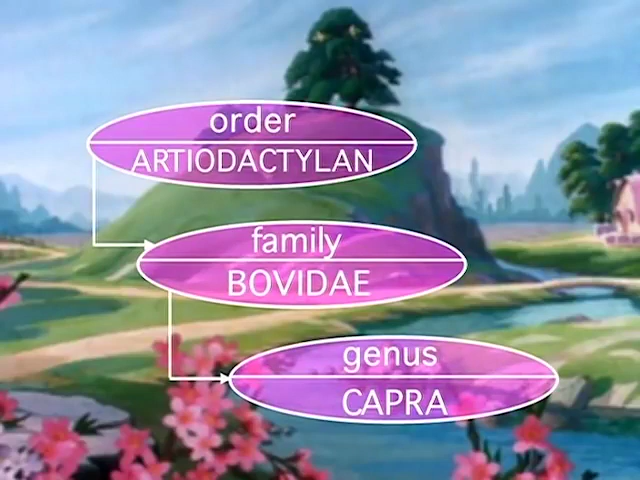 order
ARTIODACTYLAN
family
BOVIDAE
genus
CAPRA